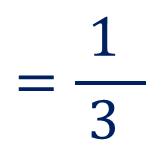 = 1/3